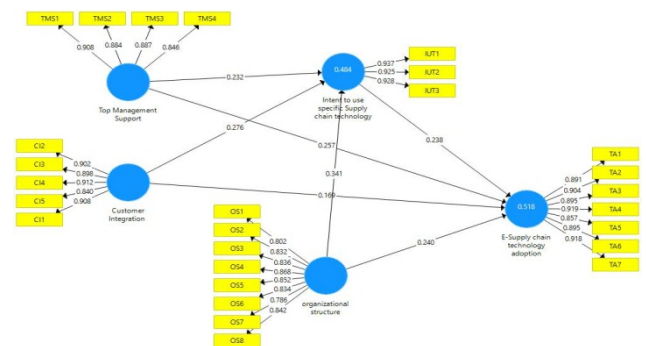 TMS1 TMS2 TMS3 TMS4
0.908 0.884 0.887 0.846
Top Management
Support
0.232
0.257
0.484
Intent to use
specific Supply
chain technology
0.937 IUT1
0.925 IUT2
0.928 IUT3
0.276
0.238
0.341
CI2 0.902
CI3 0.898
CI4 0.912
CI5 0.840
CI1 0.908
Customer
Integration
0.169
0.518
E-Supply chain
technology
adoption
0.891 TA1
0.904 TA2
0.895 TA3
0.919 TA4
0.857 TA5
0.895 TA6
0.918 TA7
OS1 0.802
OS2 0.832
OS3 0.836
OS4 0.868
OS5 0.852
OS6 0.834
OS7 0.786
OS8 0.842
organizational
structure
0.240